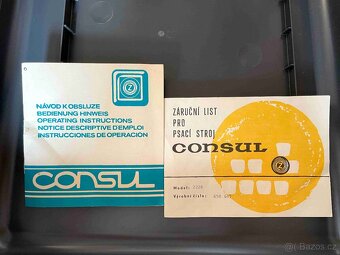 NÁVOD K OBSLUZE
BEDIENUNG HINWEIS
OPERATING INSTRUCTIONS
NOTICE DESCRIPTIVE D'EMPLOI
INSTRUCCIONES DE OPERACIÓN
CONSUL
ZÁRUČNÍ LIST
PRO
PSACÍ STROJ
CONSUL
Model:
Výrobní číslo:
Bazos.cz